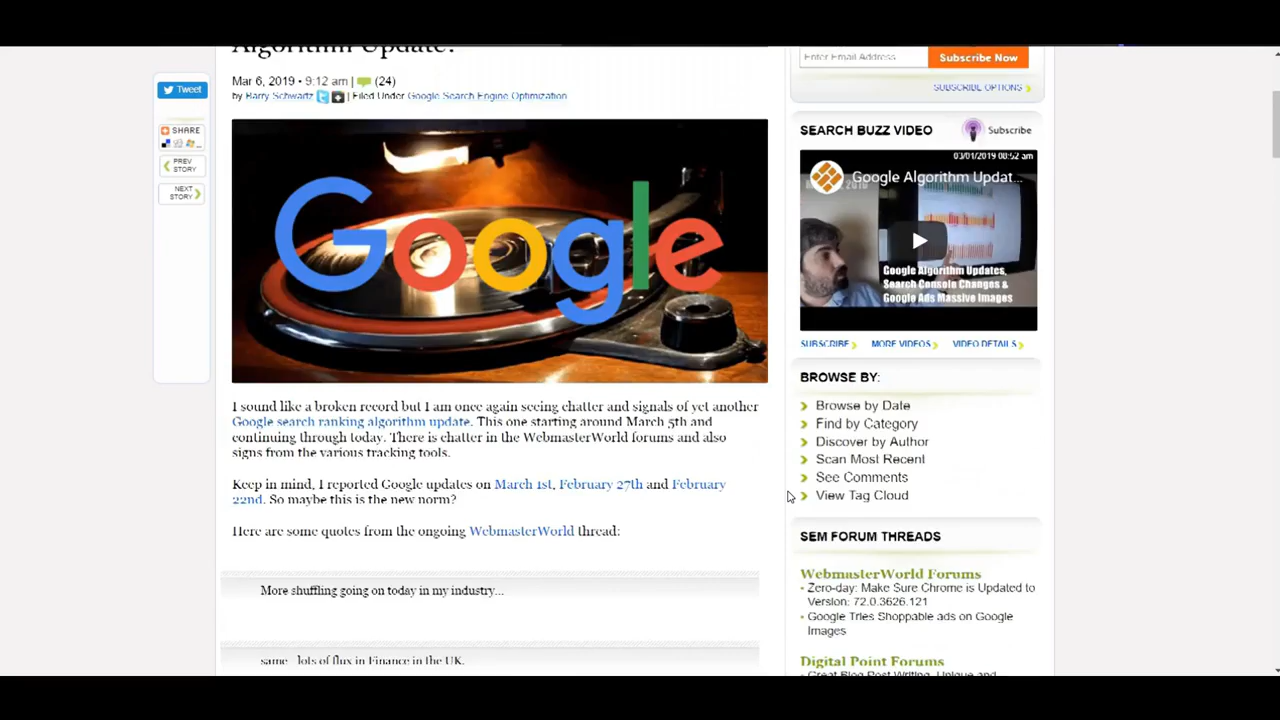 Algorithm Update?
Mar 6, 2019 • 9:12 am | (24)
by Barry Schwartz | Filed Under Google Search Engine Optimization
Tweet
SHARE
PREV
STORY
NEXT
STORY
Google
I sound like a broken record but I am once again seeing chatter and signals of yet another
Google search ranking algorithm update. This one starting around March 5th and
continuing through today. There is chatter in the WebmasterWorld forums and also
signs from the various tracking tools.
Keep in mind, I reported Google updates on March 1st, February 27th and February
22nd. So maybe this is the new norm?
Here are some quotes from the ongoing WebmasterWorld thread:
More shuffling going on today in my industry...
same lots of flux in Finance in the UK.
Enter Email Address
Subscribe Now
SUBSCRIBE OPTIONS
SEARCH BUZZ VIDEO
Subscribe
03/01/2019 08:52 am
Google Algorithm Updat...
Google Algorithm Updates,
Search Console Changes &
Google Ads Massive Images
SUBSCRIBE MORE VIDEOS VIDEO DETAILS
BROWSE BY:
Browse by Date
Find by Category
Discover by Author
Scan Most Recent
See Comments
View Tag Cloud
SEM FORUM THREADS
WebmasterWorld Forums
• Zero-day: Make Sure Chrome is Updated to
Version: 72.0.3626.121
• Google Tries Shoppable ads on Google
Images
Digital Point Forums
• Great Blog Post Writing, Unique and